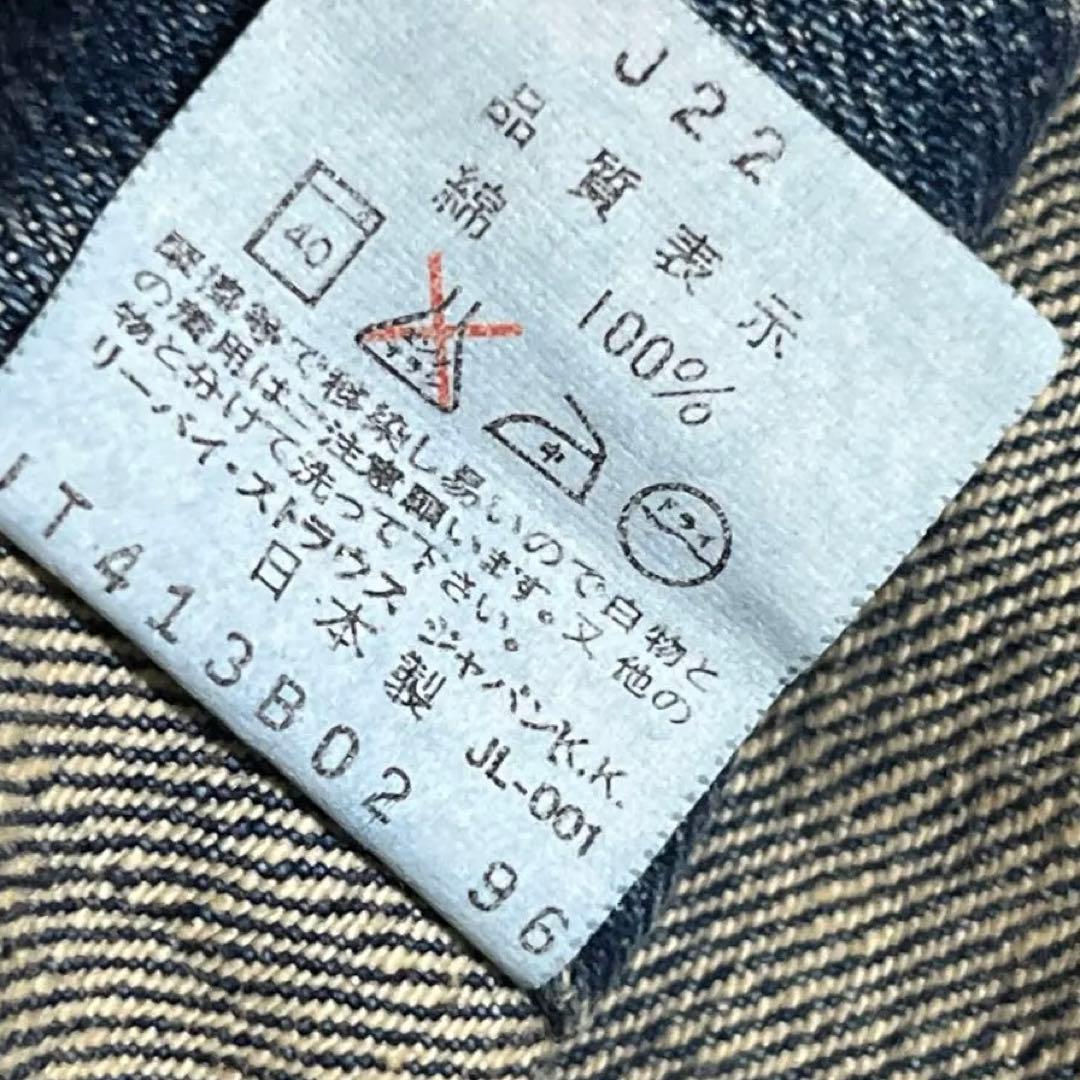 J22
品質表示
綿 100%
40
中
ドライ
湿潤等で移染し易いので白物と
の着用はご注意願います。又他の
物と分けて洗って下さい。
リーバイ・ストラウス ジャパンK.K.
日本製 JL-001
T413B02 96